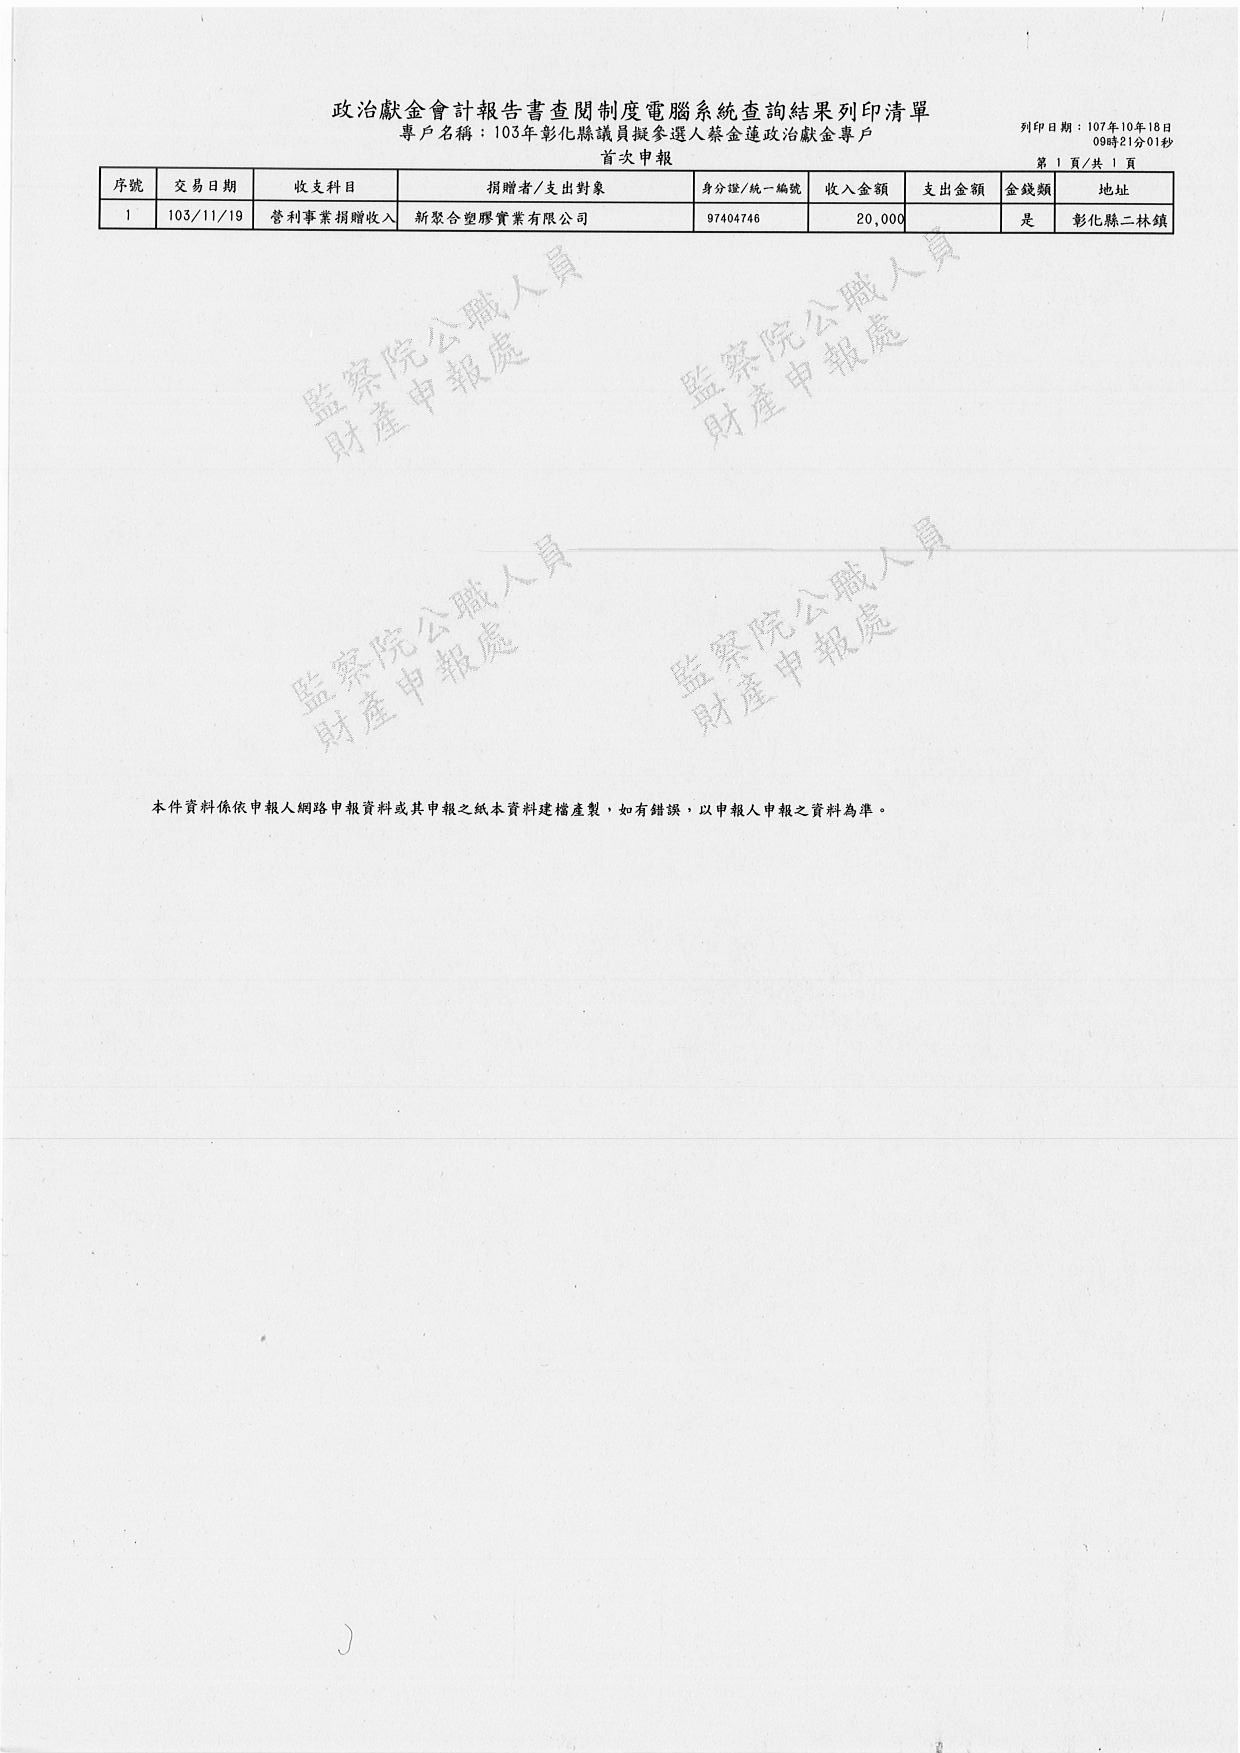 政治獻金會計報告書查閱制度電腦系統查詢結果列印清單
專戶名稱：103年彰化縣議員擬參選人蔡金蓮政治獻金專戶
首次申報
列印日期：107年10年18日
09時21分01秒
第 1 頁/共 1 頁
序號 交易日期 收支科目 捐贈者/支出對象 身分證/統一編號 收入金額 支出金額 金錢類 地址
1 103/11/19 營利事業捐贈收入 新聚合塑膠實業有限公司 97404746 20,000 是 彰化縣二林鎮
監察院公職人員
財產申報處
監察院公職人員
財產申報處
監察院公職人員
財產申報處
監察院公職人員
財產申報處
本件資料係依申報人網路申報資料或其申報之紙本資料建檔產製，如有錯誤，以申報人申報之資料為準。